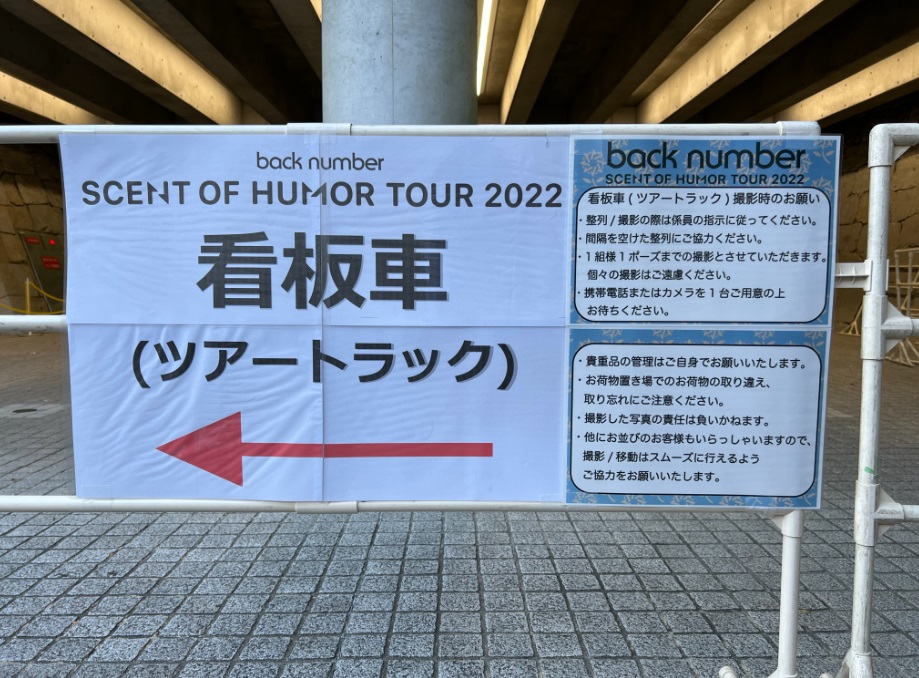 back number
SCENT OF HUMOR TOUR 2022
看板車
(ツアートラック)
back number
SCENT OF HUMOR TOUR 2022
看板車(ツアートラック)撮影時のお願い
・整列/撮影の際は係員の指示に従ってください。
・間隔を空けた整列にご協力ください。
・1組様1ポーズまでの撮影とさせていただきます。
個々の撮影はご遠慮ください。
・携帯電話またはカメラを1台ご用意の上
お待ちください。
・貴重品の管理はご自身でお願いいたします。
・お荷物置き場でのお荷物の取り違え、
取り忘れにご注意ください。
・撮影した写真の責任は負いかねます。
・他にお並びのお客様もいらっしゃいますので、
撮影/移動はスムーズに行えるよう
ご協力をお願いいたします。